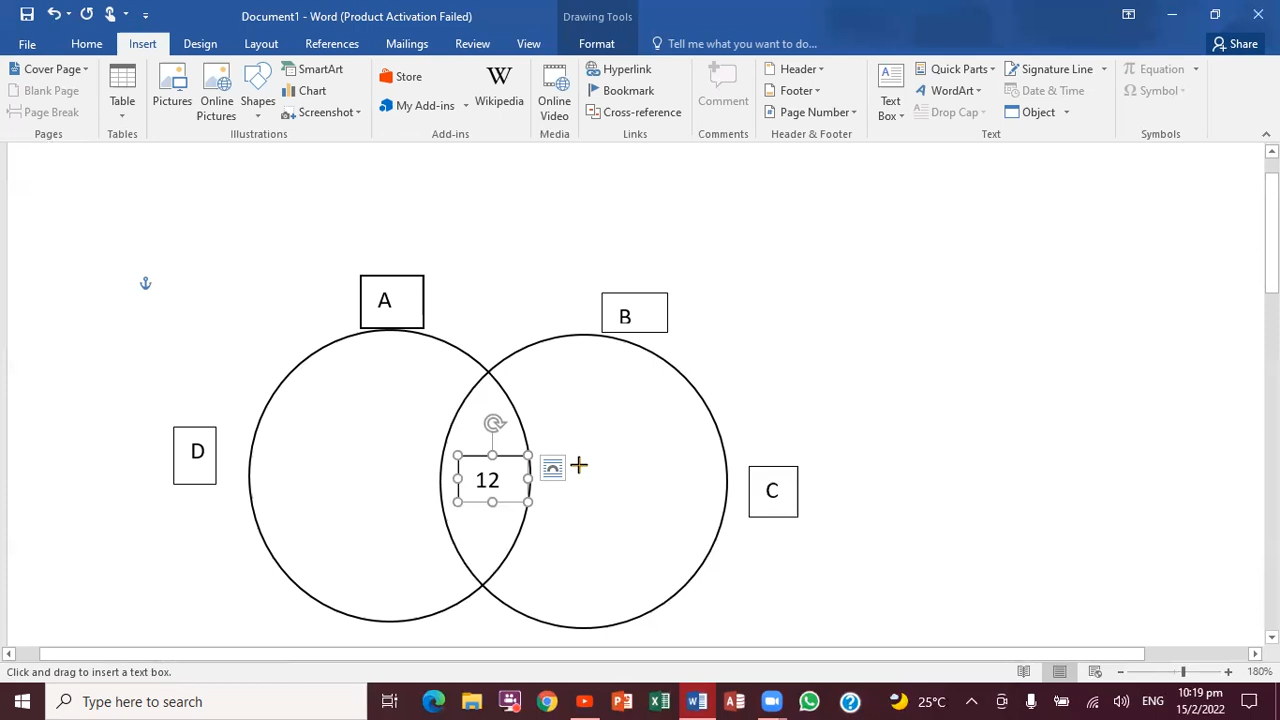 Document1 - Word (Product Activation Failed)
Drawing Tools
File
Home
Insert
Design
Layout
References
Mailings
Review
View
Format
Tell me what you want to do...
Share
Cover Page
Blank Page
Page Break
Pages
Table
Tables
Pictures
Online Pictures
Shapes
SmartArt
Chart
Screenshot
Illustrations
Store
My Add-ins
W
Wikipedia
Add-ins
Online Video
Media
Hyperlink
Bookmark
Cross-reference
Links
Comment
Comments
Header
Footer
Page Number
Header & Footer
Text Box
Quick Parts
WordArt
Drop Cap
Signature Line
Date & Time
Object
Text
Equation
Symbol
Symbols
A
B
D
12
C
Click and drag to insert a text box.
180%
Type here to search
25°C
ENG
10:19 pm
15/2/2022